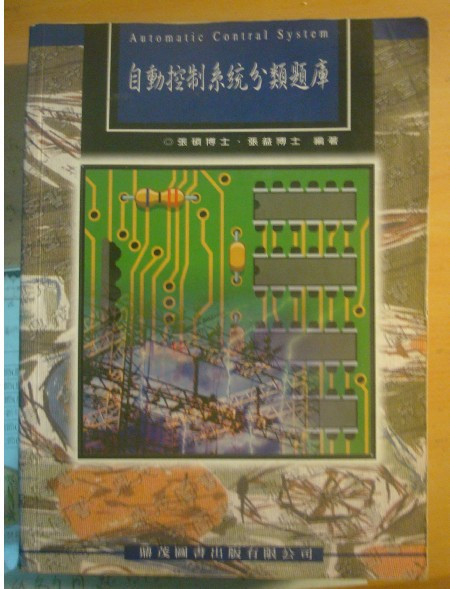 Automatic Contral System
自動控制系統分類題庫
◎張碩博士・張益博士 編著
鼎茂圖書出版有限公司